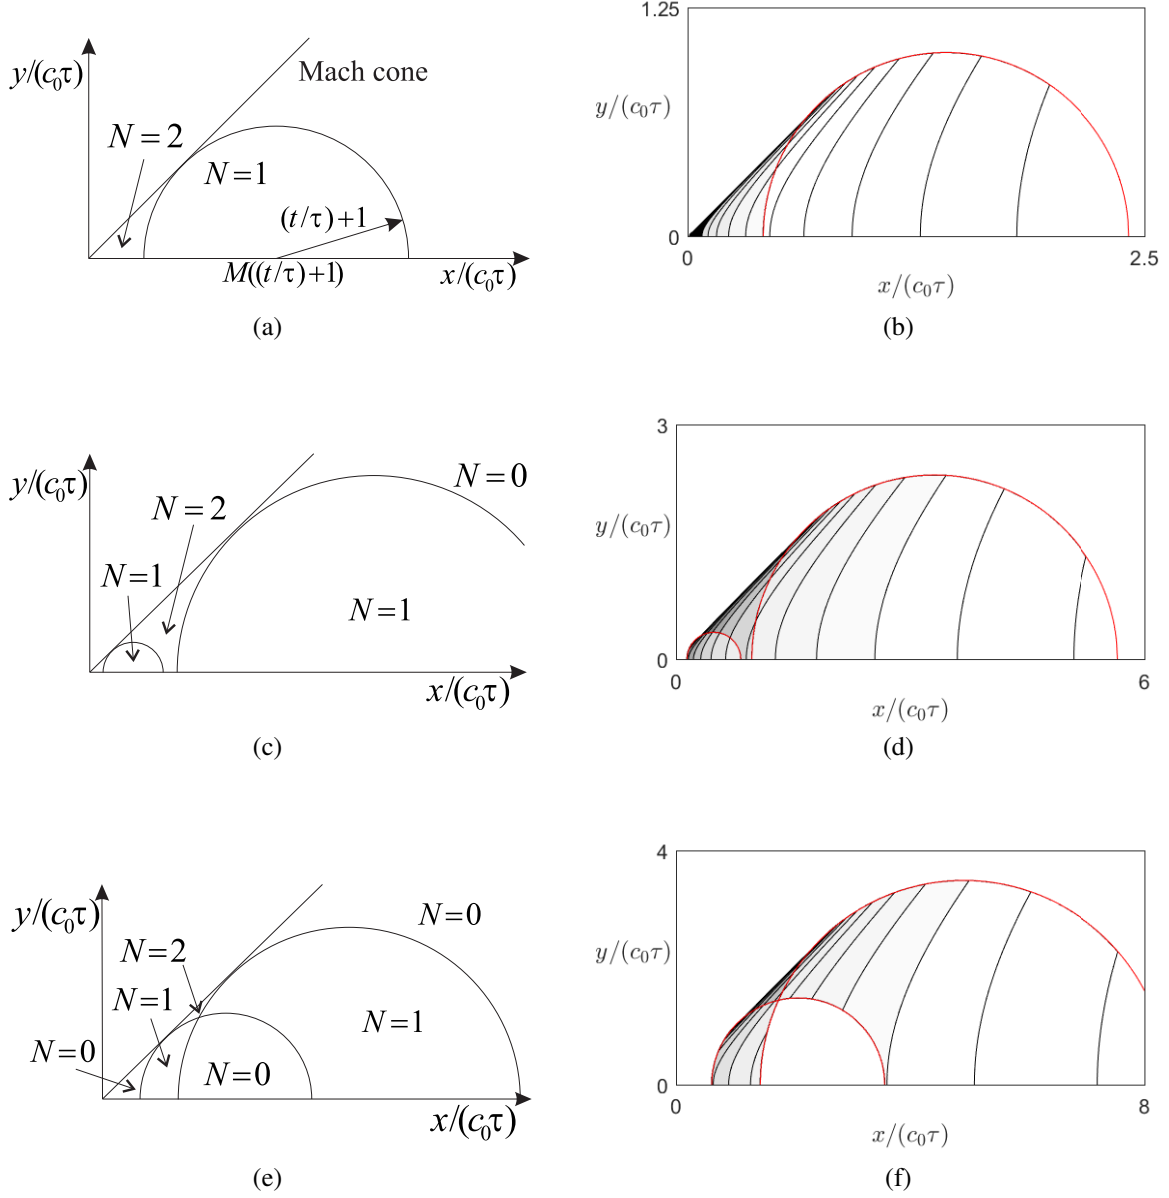 y/(c₀τ)
Mach cone
N = 2
N = 1
(t/τ)+1
M((t/τ)+1)
x/(c₀τ)
(a)
1.25
y/(c₀τ)
0
0
2.5
x/(c₀τ)
(b)
y/(c₀τ)
N = 0
N = 2
N = 1
N = 1
x/(c₀τ)
(c)
3
y/(c₀τ)
0
0
6
x/(c₀τ)
(d)
y/(c₀τ)
N = 0
N = 2
N = 1
N = 1
N = 0
N = 0
x/(c₀τ)
(e)
4
y/(c₀τ)
0
0
8
x/(c₀τ)
(f)